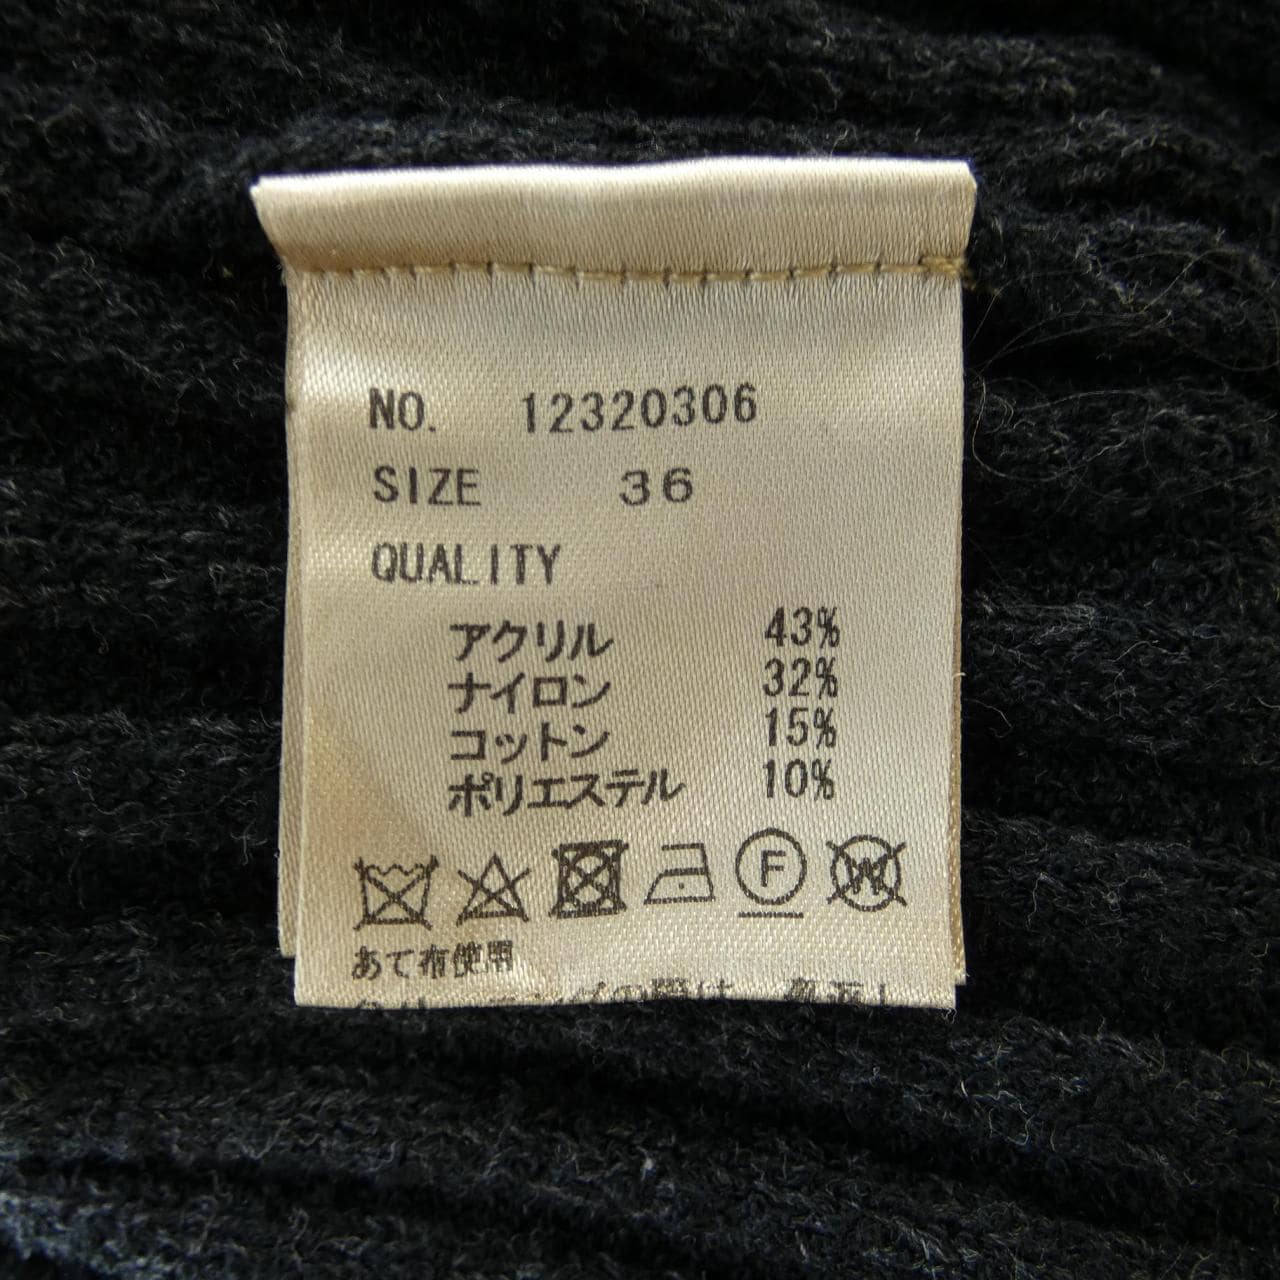 NO. 12320306
SIZE 36
QUALITY
アクリル 43%
ナイロン 32%
コットン 15%
ポリエステル 10%
F W
あて布使用